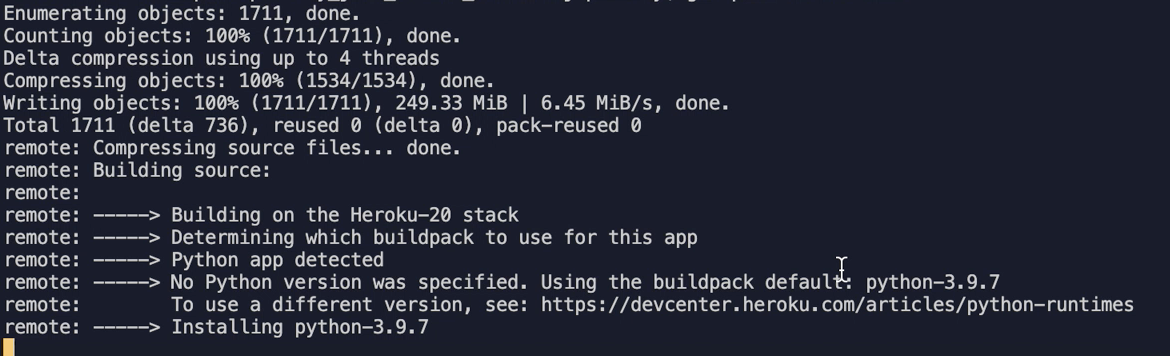 Enumerating objects: 1711, done.
Counting objects: 100% (1711/1711), done.
Delta compression using up to 4 threads
Compressing objects: 100% (1534/1534), done.
Writing objects: 100% (1711/1711), 249.33 MiB | 6.45 MiB/s, done.
Total 1711 (delta 736), reused 0 (delta 0), pack-reused 0
remote: Compressing source files... done.
remote: Building source:
remote:
remote: -----> Building on the Heroku-20 stack
remote: -----> Determining which buildpack to use for this app
remote: -----> Python app detected
remote: -----> No Python version was specified. Using the buildpack default: python-3.9.7
remote:        To use a different version, see: https://devcenter.heroku.com/articles/python-runtimes
remote: -----> Installing python-3.9.7